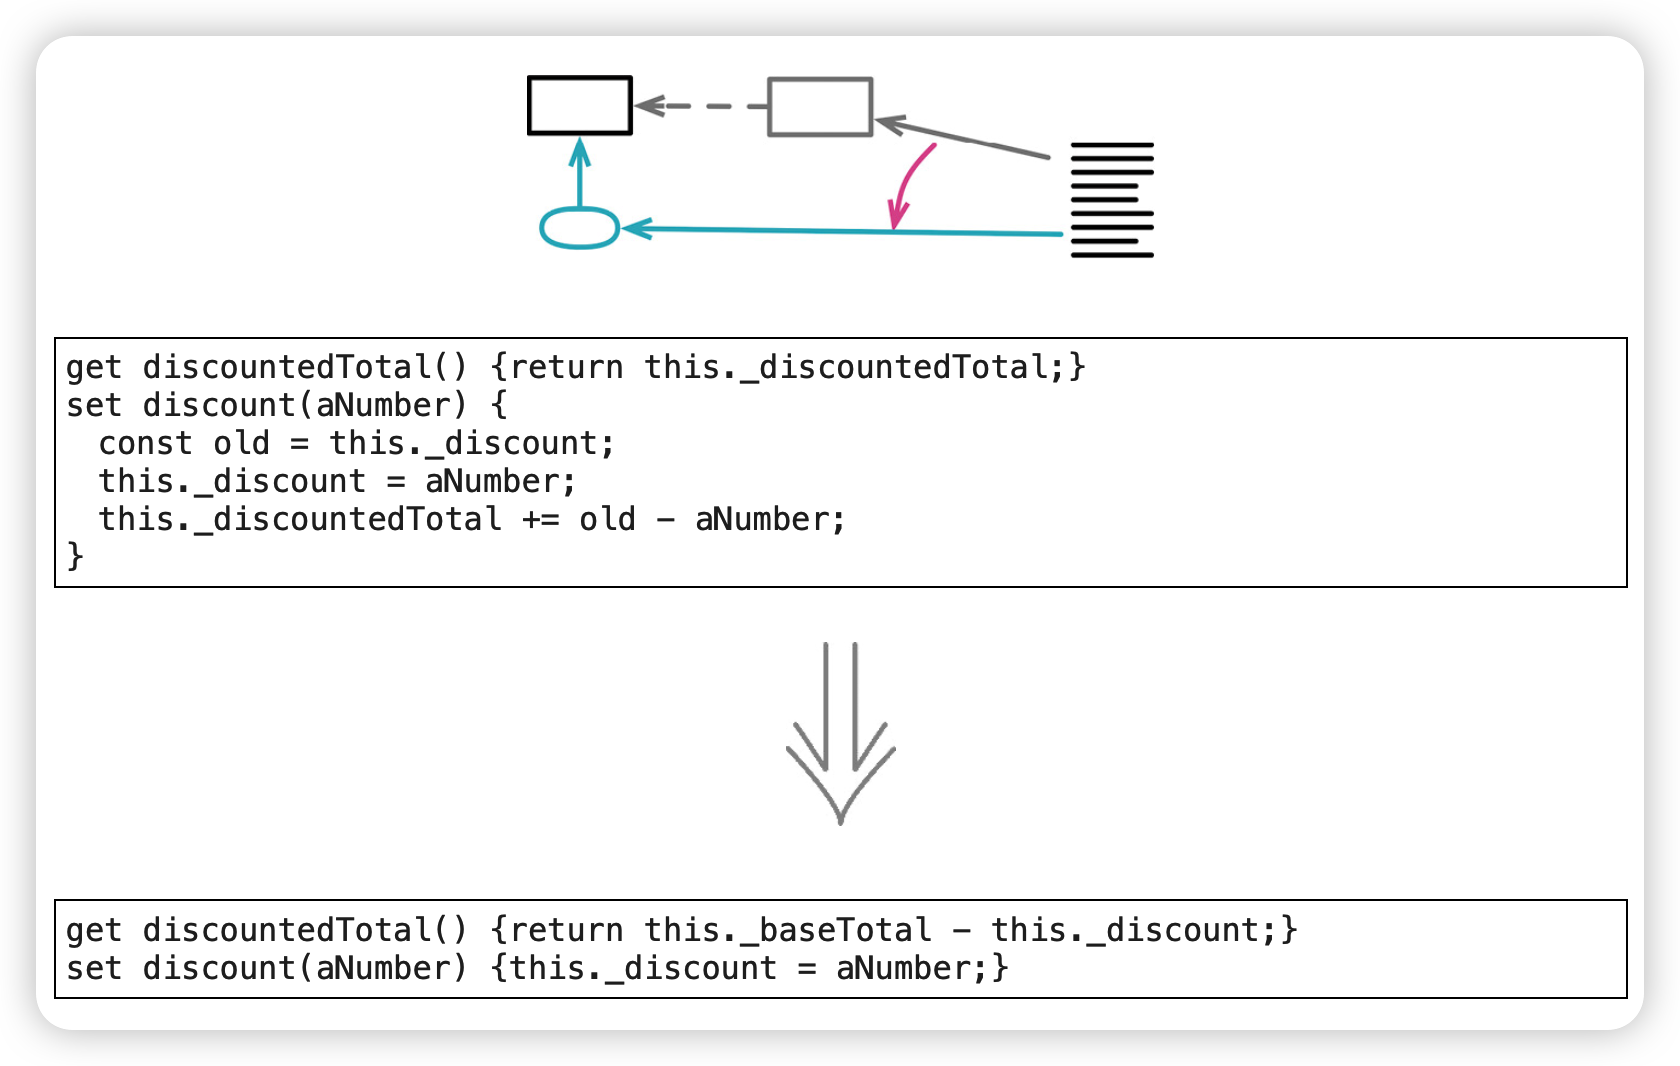 get discountedTotal() {return this._discountedTotal;}
set discount(aNumber) {
  const old = this._discount;
  this._discount = aNumber;
  this._discountedTotal += old - aNumber;
}
get discountedTotal() {return this._baseTotal - this._discount;}
set discount(aNumber) {this._discount = aNumber;}